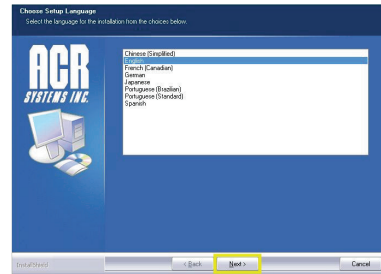 Choose Setup Language
Select the language for the installation from the choices below.
ACR
SYSTEMS INC.
Chinese (Simplified)
English
French (Canadian)
German
Japanese
Portuguese (Brazilian)
Portuguese (Standard)
Spanish
InstallShield
< Back
Next >
Cancel